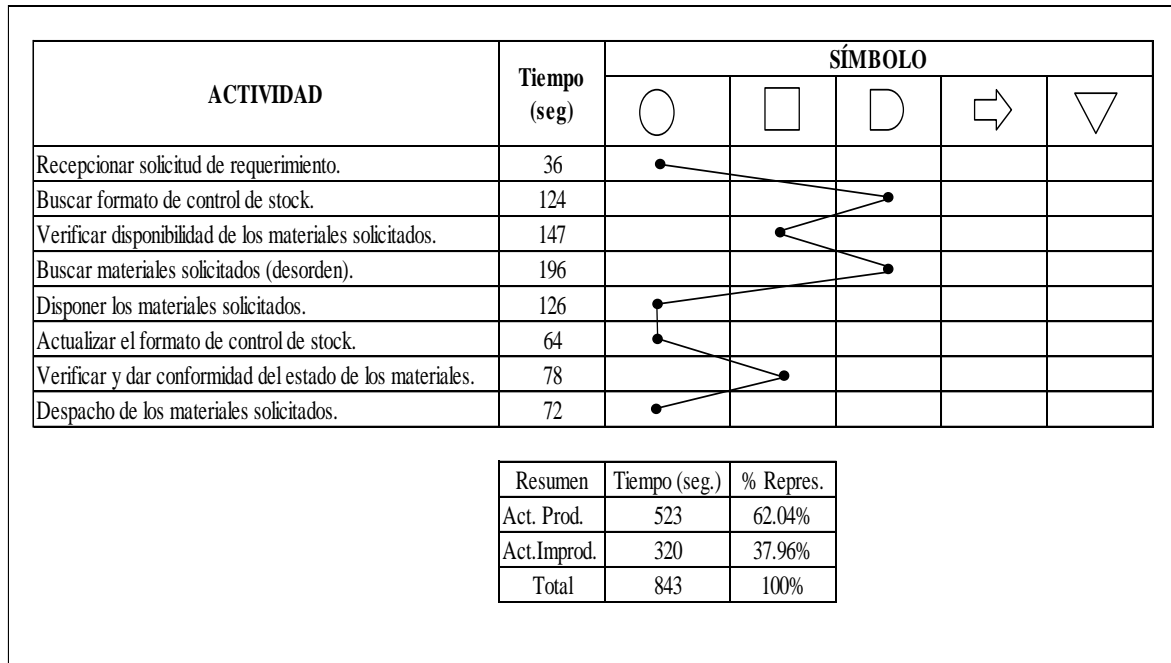 ACTIVIDAD Tiempo (seg) SÍMBOLO
Recepcionar solicitud de requerimiento. 36
Buscar formato de control de stock. 124
Verificar disponibilidad de los materiales solicitados. 147
Buscar materiales solicitados (desorden). 196
Disponer los materiales solicitados. 126
Actualizar el formato de control de stock. 64
Verificar y dar conformidad del estado de los materiales. 78
Despacho de los materiales solicitados. 72
Resumen Tiempo (seg.) % Repres.
Act. Prod. 523 62.04%
Act.Improd. 320 37.96%
Total 843 100%